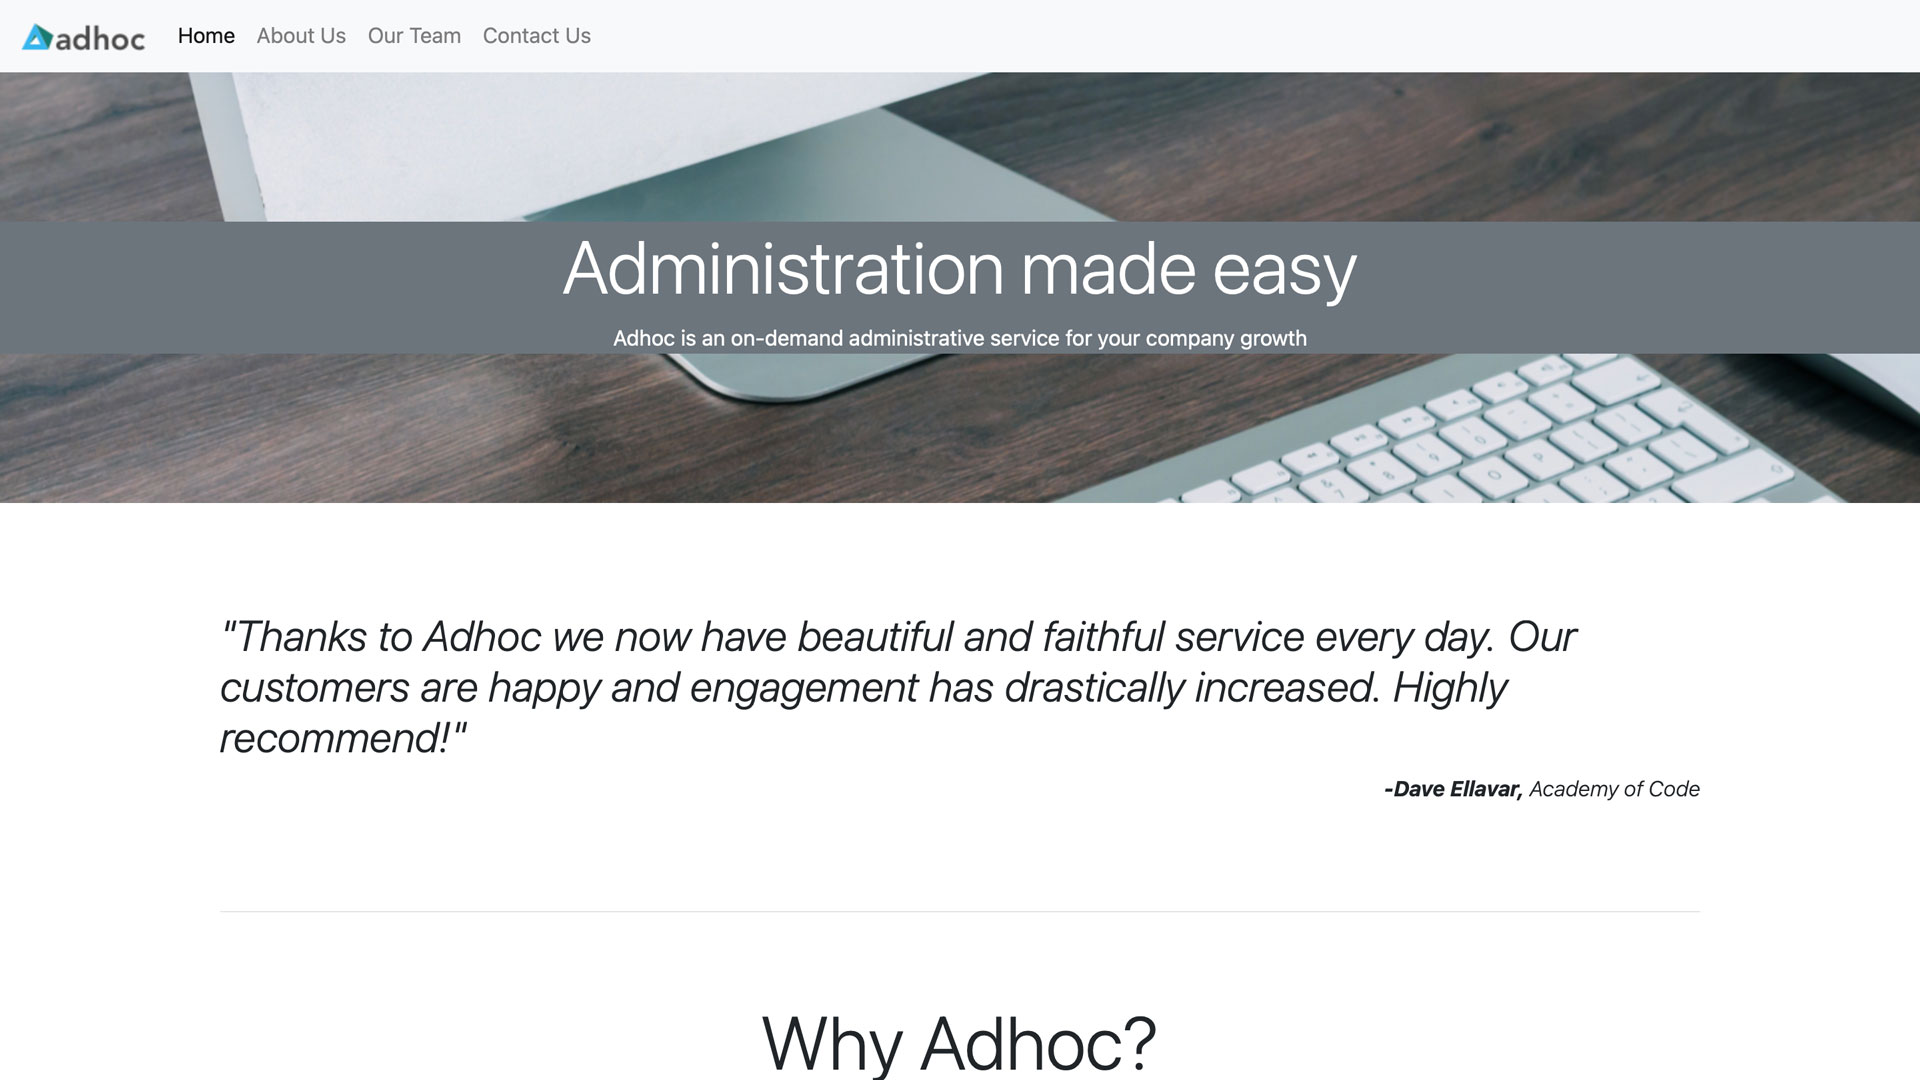 adhoc Home About Us Our Team Contact Us
Administration made easy
Adhoc is an on-demand administrative service for your company growth
"Thanks to Adhoc we now have beautiful and faithful service every day. Our
customers are happy and engagement has drastically increased. Highly
recommend!"
-Dave Ellavar, Academy of Code
Why Adhoc?